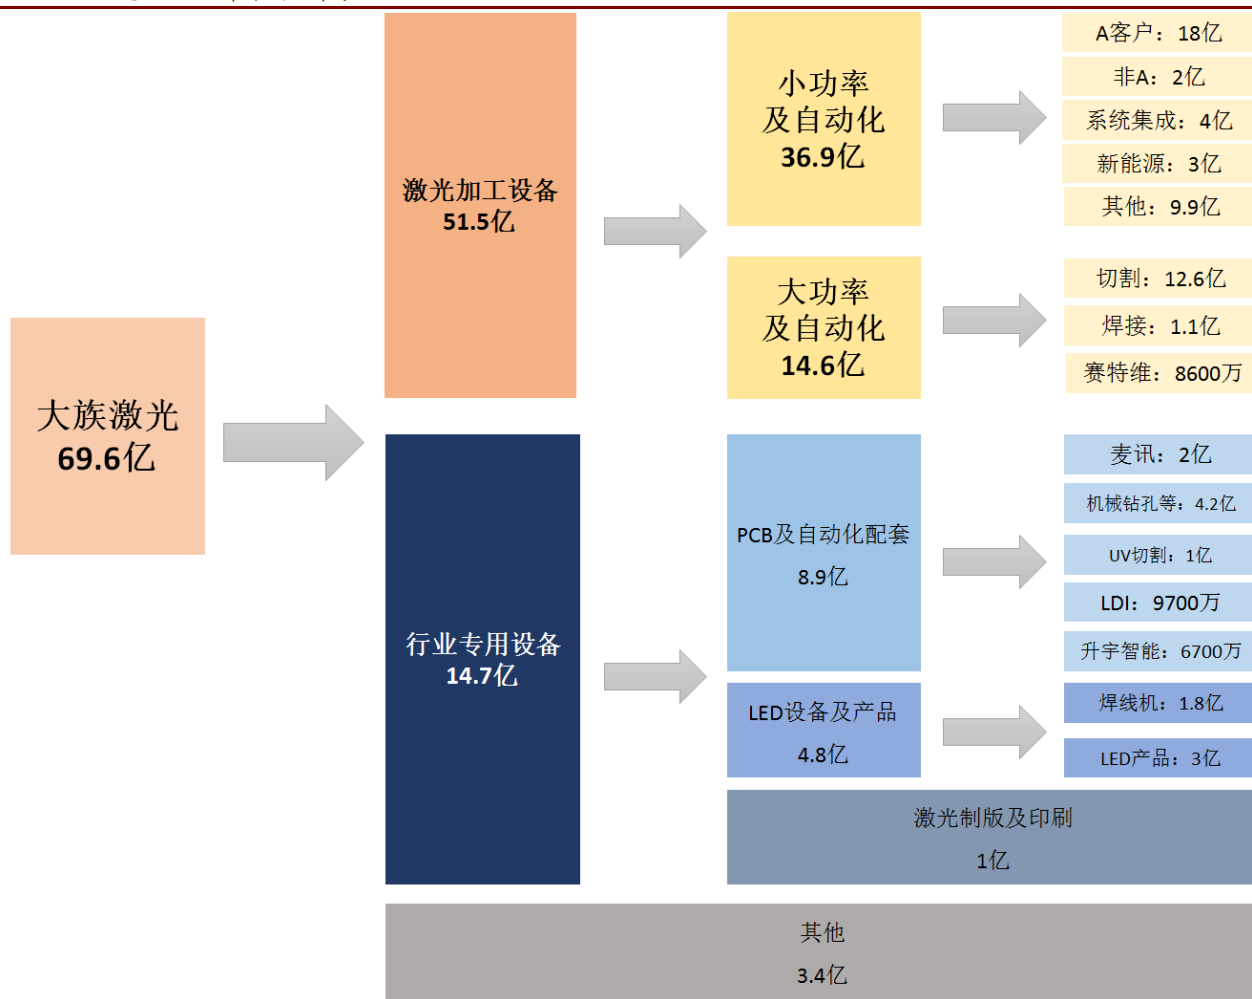 大族激光
69.6亿
激光加工设备
51.5亿
小功率
及自动化
36.9亿
A客户：18亿
非A：2亿
系统集成：4亿
新能源：3亿
其他：9.9亿
大功率
及自动化
14.6亿
切割：12.6亿
焊接：1.1亿
赛特维：8600万
行业专用设备
14.7亿
PCB及自动化配套
8.9亿
麦讯：2亿
机械钻孔等：4.2亿
UV切割：1亿
LDI：9700万
升宇智能：6700万
LED设备及产品
4.8亿
焊线机：1.8亿
LED产品：3亿
激光制版及印刷
1亿
其他
3.4亿